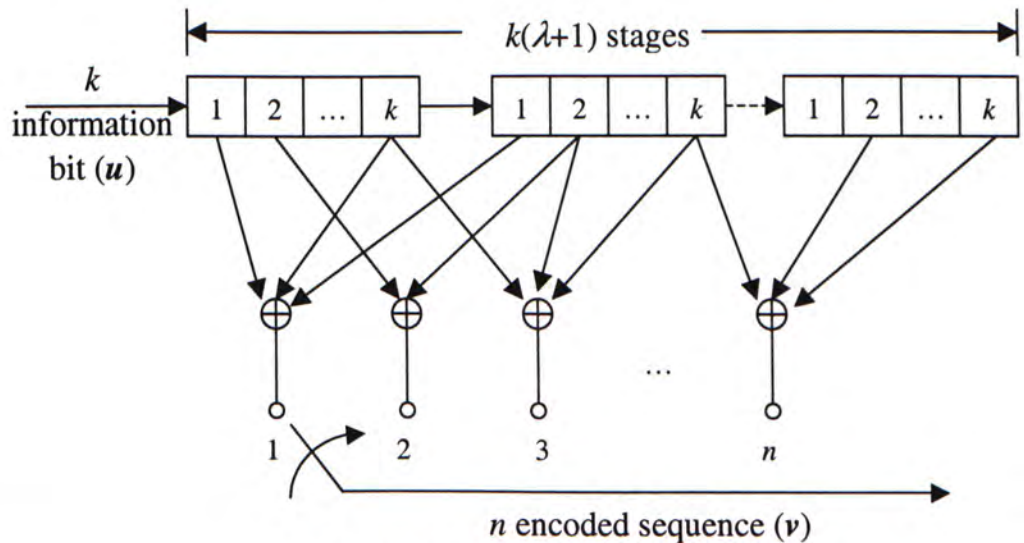 k(λ+1) stages
k
information
bit (u)
1 2 ... k 1 2 ... k 1 2 ... k
...
1 2 3 n
n encoded sequence (v)